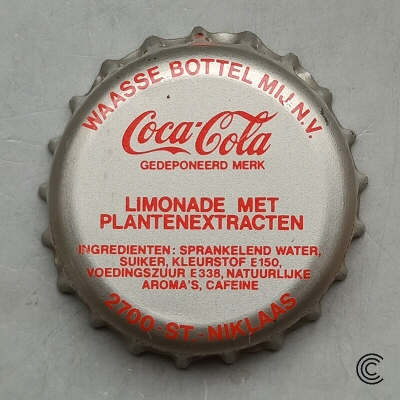 WAASSE BOTTEL MIJ N.V.
Coca-Cola
GEDEPONEERD MERK
LIMONADE MET
PLANTENEXTRACTEN
INGREDIENTEN: SPRANKELEND WATER,
SUIKER, KLEURSTOF E150,
VOEDINGSZUUR E338, NATUURLIJKE
AROMA'S, CAFEINE
2700-ST.-NIKLAAS